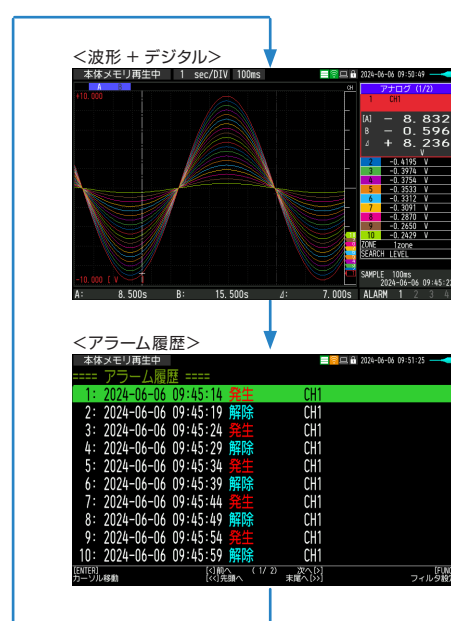 ＜波形 + デジタル＞
本体メモリ再生中 1 sec/DIV 100ms 2024-06-06 09:50:49
A B CH アナログ (1/2)
+10.000 1 CH1
[A] － 8. 832
B － 0. 596
⊿ + 8. 236
V
2 -0.4195 V
3 -0.3974 V
4 -0.3754 V
5 -0.3533 V
6 -0.3312 V
7 -0.3091 V
8 -0.2870 V
9 -0.2650 V
10 -0.2429 V
ZONE 1zone
SEARCH LEVEL
-10.000 [ V ]
SAMPLE 100ms
2024-06-06 09:45:22
A: 8.500s B: 15.500s ⊿: 7.000s ALARM 1 2 3 4
＜アラーム履歴＞
本体メモリ再生中 2024-06-06 09:51:25
==== アラーム履歴 ====
1: 2024-06-06 09:45:14 発生 CH1
2: 2024-06-06 09:45:19 解除 CH1
3: 2024-06-06 09:45:24 発生 CH1
4: 2024-06-06 09:45:29 解除 CH1
5: 2024-06-06 09:45:34 発生 CH1
6: 2024-06-06 09:45:39 解除 CH1
7: 2024-06-06 09:45:44 発生 CH1
8: 2024-06-06 09:45:49 解除 CH1
9: 2024-06-06 09:45:54 発生 CH1
10: 2024-06-06 09:45:59 解除 CH1
[ENTER] [<]前へ ( 1/ 2) 次へ[>] [FUN
カーソル移動 [<<]先頭へ 末尾へ[>>] フィルタ設